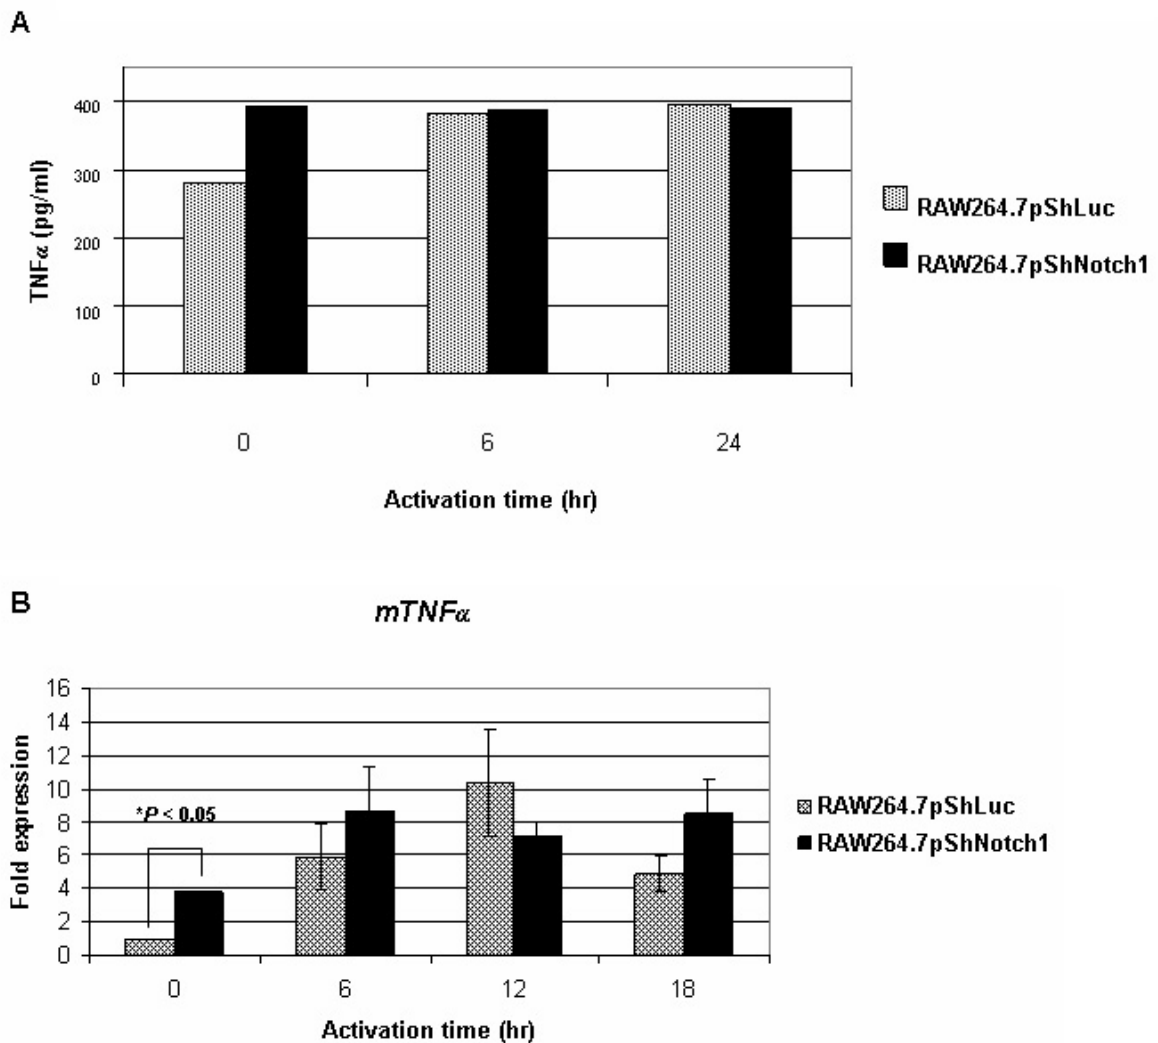 A
TNFα (pg/ml)
400
300
200
100
0
0 6 24
Activation time (hr)
RAW264.7pShLuc
RAW264.7pShNotch1
B
mTNFα
Fold expression
16
14
12
10
8
6
4
2
0
*P < 0.05
0 6 12 18
Activation time (hr)
RAW264.7pShLuc
RAW264.7pShNotch1